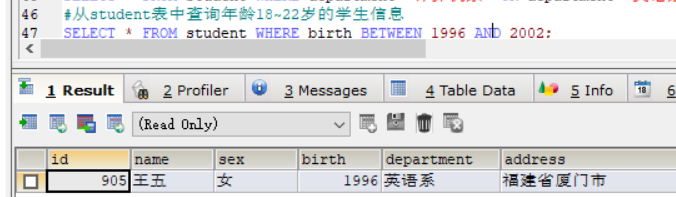 46 #从student表中查询年龄18~22岁的学生信息
47 SELECT * FROM student WHERE birth BETWEEN 1996 AND 2002;
1 Result 2 Profiler 3 Messages 4 Table Data 5 Info 18 6
(Read Only)
id name sex birth department address
905 王五 女 1996 英语系 福建省厦门市